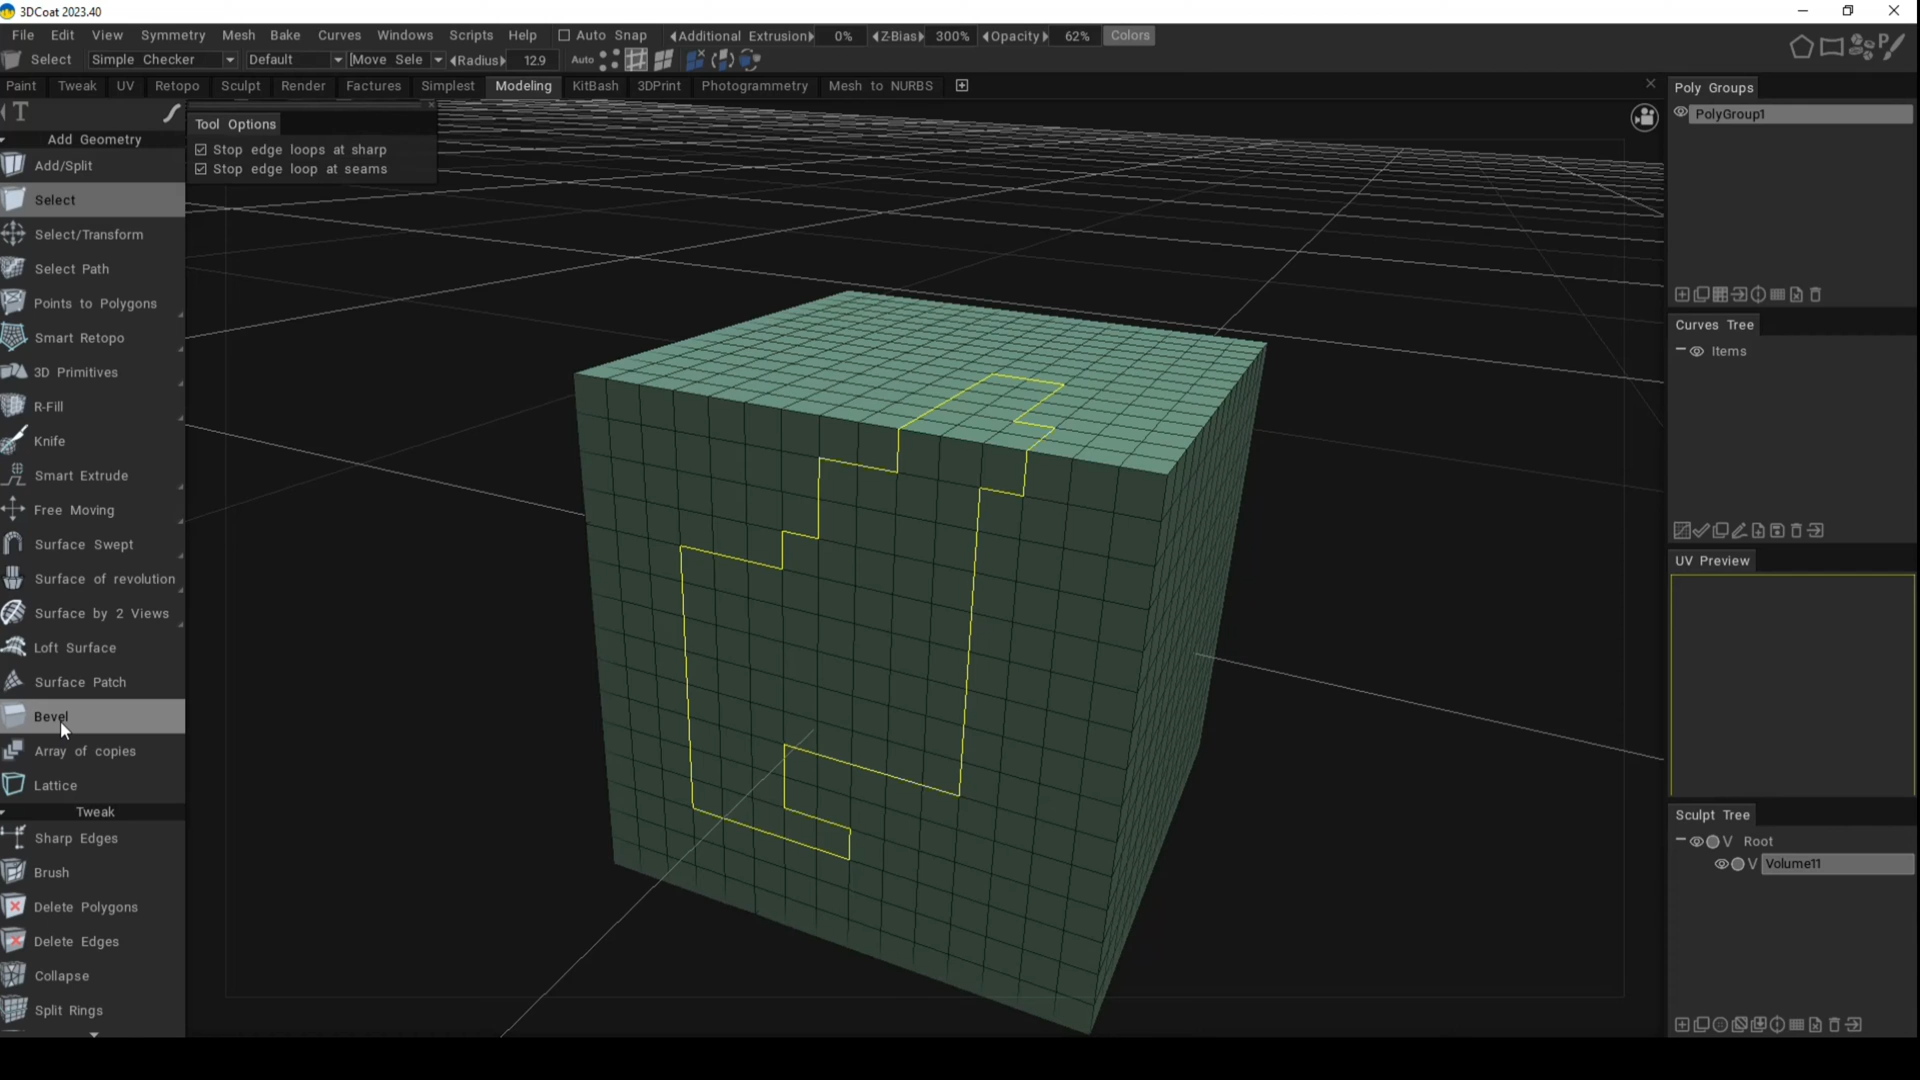 3DCoat 2023.40
File Edit View Symmetry Mesh Bake Curves Windows Scripts Help Auto Snap Additional Extrusion 0% Z-Bias 300% Opacity 62% Colors
Select Simple Checker Default [Move Sele Radius 12.9 Auto
Paint Tweak UV Retopo Sculpt Render Factures Simplest Modeling KitBash 3DPrint Photogrammetry Mesh to NURBS
T
Add Geometry
Add/Split
Select
Select/Transform
Select Path
Points to Polygons
Smart Retopo
3D Primitives
R-Fill
Knife
Smart Extrude
Free Moving
Surface Swept
Surface of revolution
Surface by 2 Views
Loft Surface
Surface Patch
Bevel
Array of copies
Lattice
Tweak
Sharp Edges
Brush
Delete Polygons
Delete Edges
Collapse
Split Rings
Tool Options
Stop edge loops at sharp
Stop edge loop at seams
Poly Groups
PolyGroup1
Curves Tree
Items
UV Preview
Sculpt Tree
V Root
V Volume11